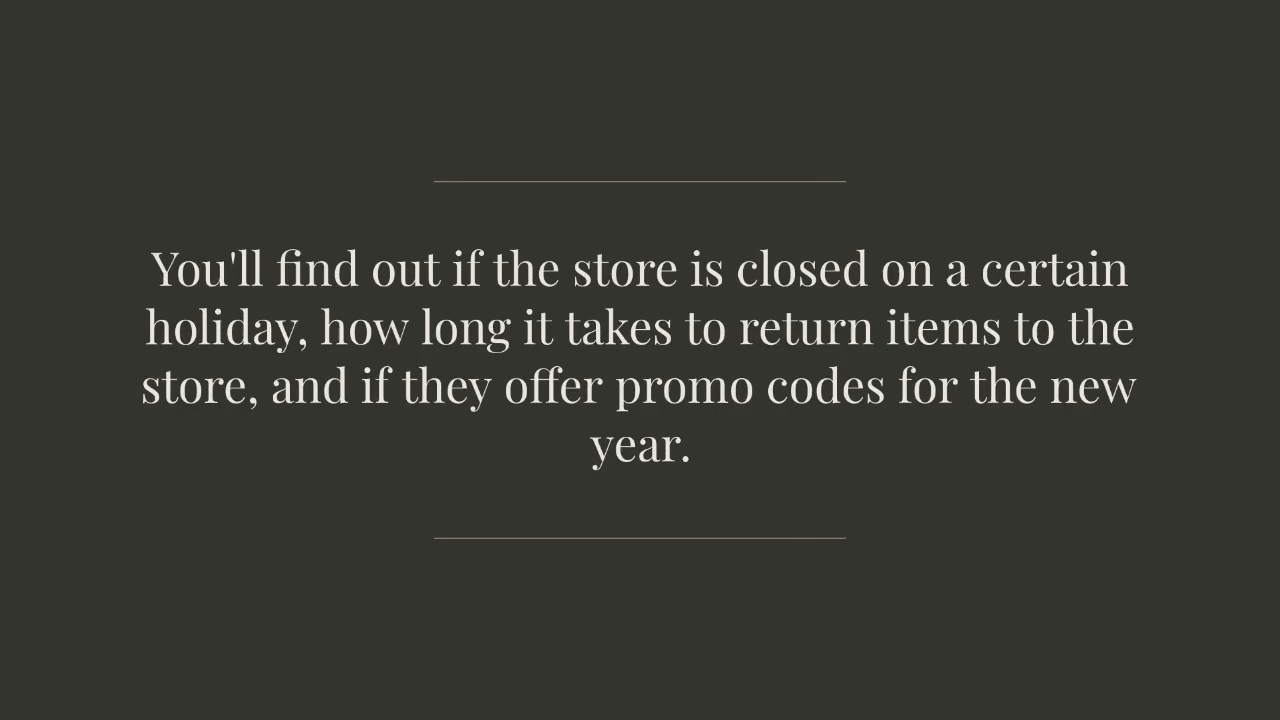 You'll find out if the store is closed on a certain
holiday, how long it takes to return items to the
store, and if they offer promo codes for the new
year.